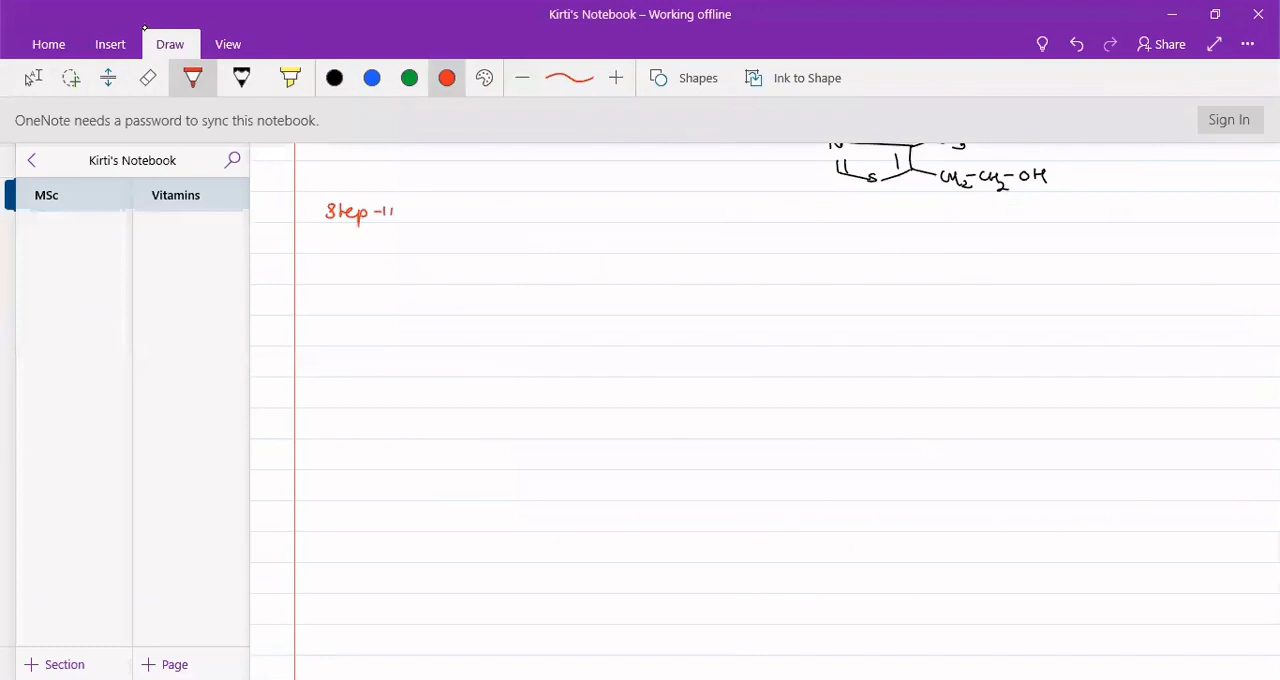 Kirti's Notebook – Working offline
Home Insert Draw View Share
Shapes Ink to Shape
OneNote needs a password to sync this notebook. Sign In
Kirti's Notebook
MSc Vitamins
S CH2-CH2-OH
Step-II
+ Section + Page